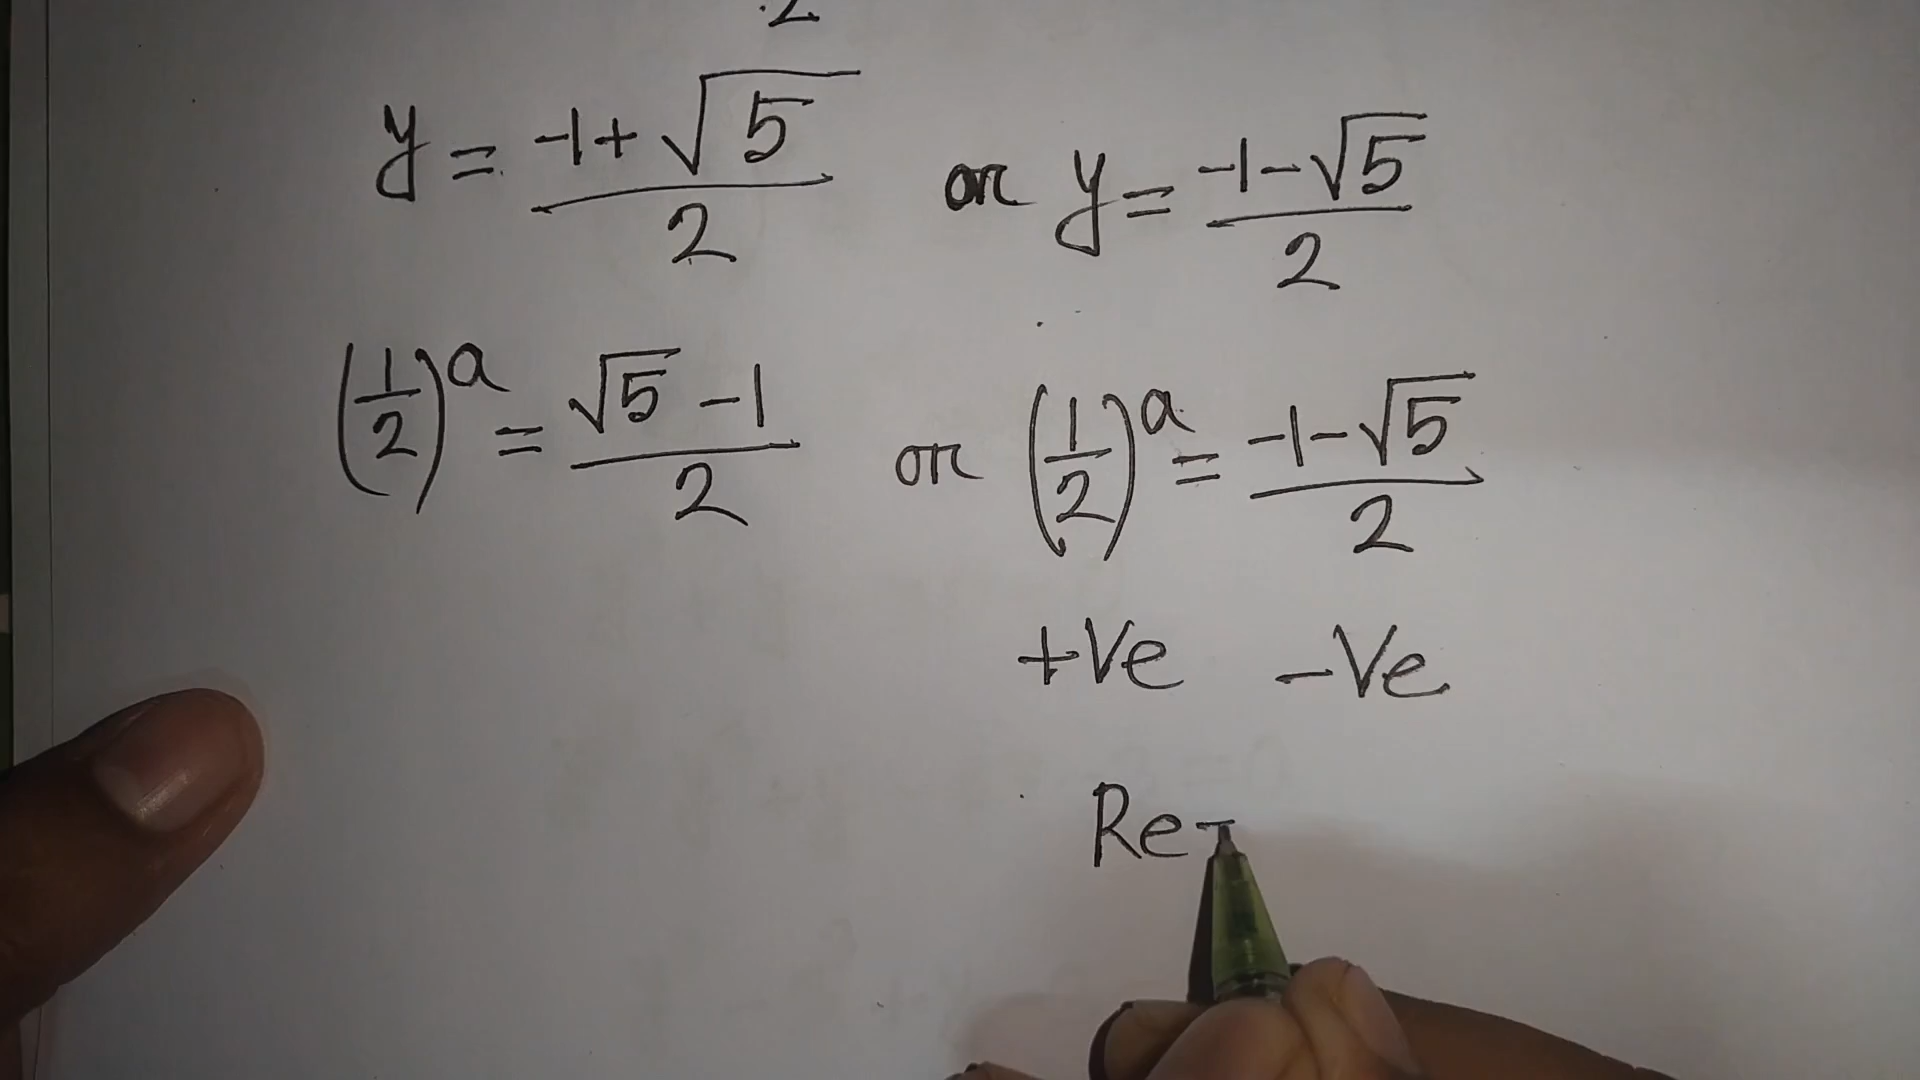 2
y = -1+√5/2 or y = -1-√5/2
(1/2)^a = √5 -1/2 or (1/2)^a = -1-√5/2
+Ve -Ve
Re